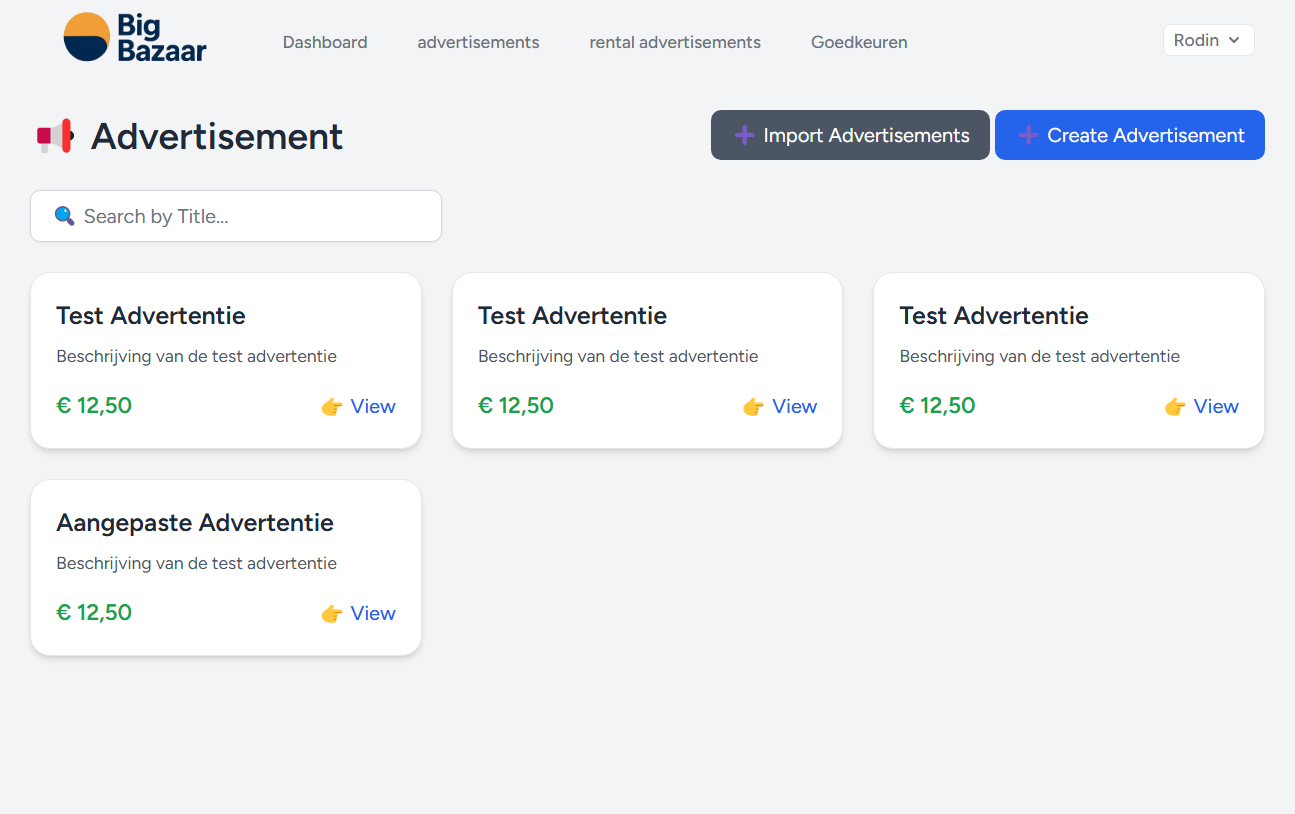 Big
Bazaar
Dashboard
advertisements
rental advertisements
Goedkeuren
Rodin
Advertisement
Import Advertisements
Create Advertisement
Search by Title...
Test Advertentie
Beschrijving van de test advertentie
€ 12,50
View
Test Advertentie
Beschrijving van de test advertentie
€ 12,50
View
Test Advertentie
Beschrijving van de test advertentie
€ 12,50
View
Aangepaste Advertentie
Beschrijving van de test advertentie
€ 12,50
View